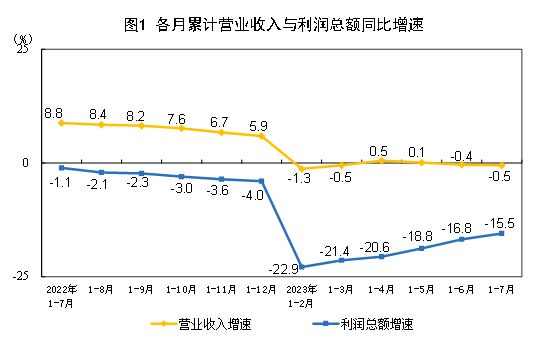 图1 各月累计营业收入与利润总额同比增速
(%)
25
8.8 8.4 8.2 7.6 6.7 5.9 -1.3 -0.5 0.5 0.1 -0.4 -0.5
0
-1.1 -2.1 -2.3 -3.0 -3.6 -4.0 -22.9 -21.4 -20.6 -18.8 -16.8 -15.5
-25
2022年 1-8月 1-9月 1-10月 1-11月 1-12月 2023年 1-3月 1-4月 1-5月 1-6月 1-7月
1-7月 1-2月
营业收入增速 利润总额增速